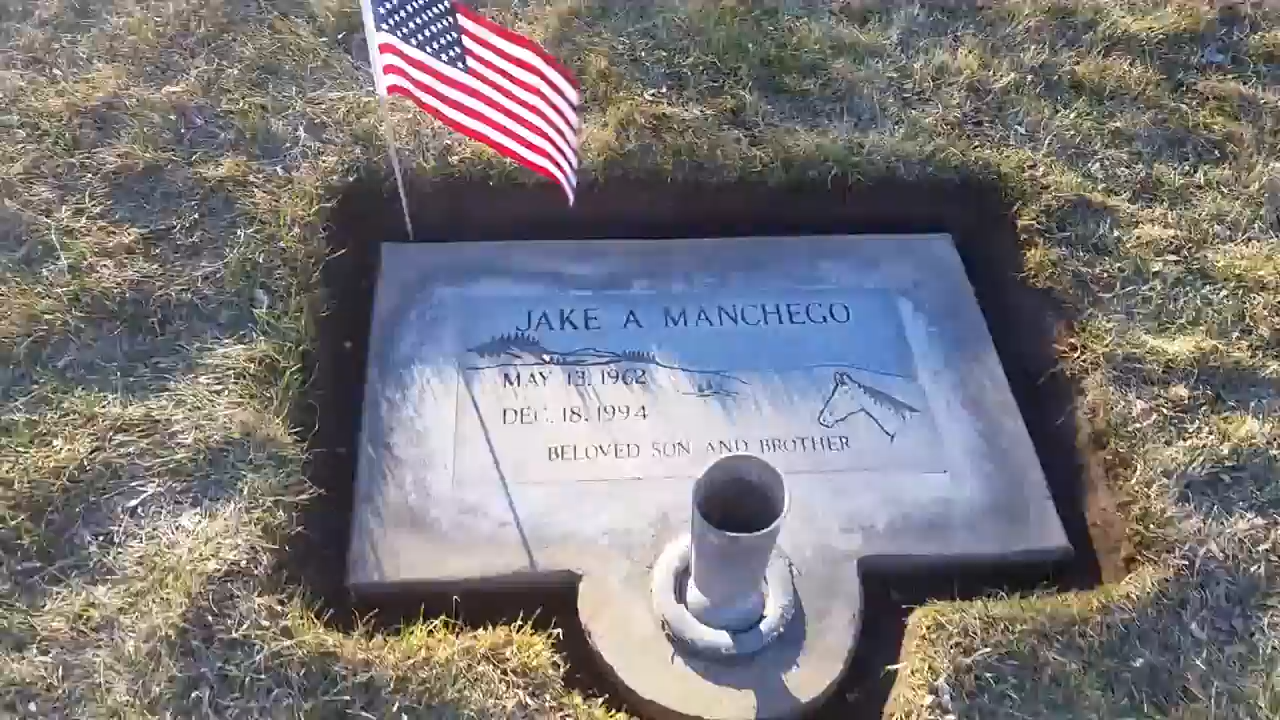 JAKE A MANCHEGO
MAY 13, 1962
DEC. 18, 1994
BELOVED SON AND BROTHER